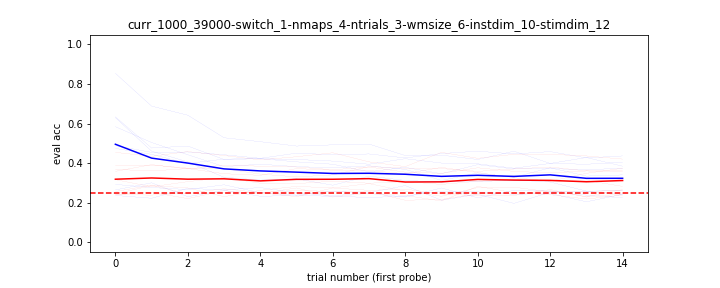 curr_1000_39000-switch_1-nmaps_4-ntrials_3-wmsize_6-instdim_10-stimdim_12
eval acc
1.0
0.8
0.6
0.4
0.2
0.0
0 2 4 6 8 10 12 14
trial number (first probe)